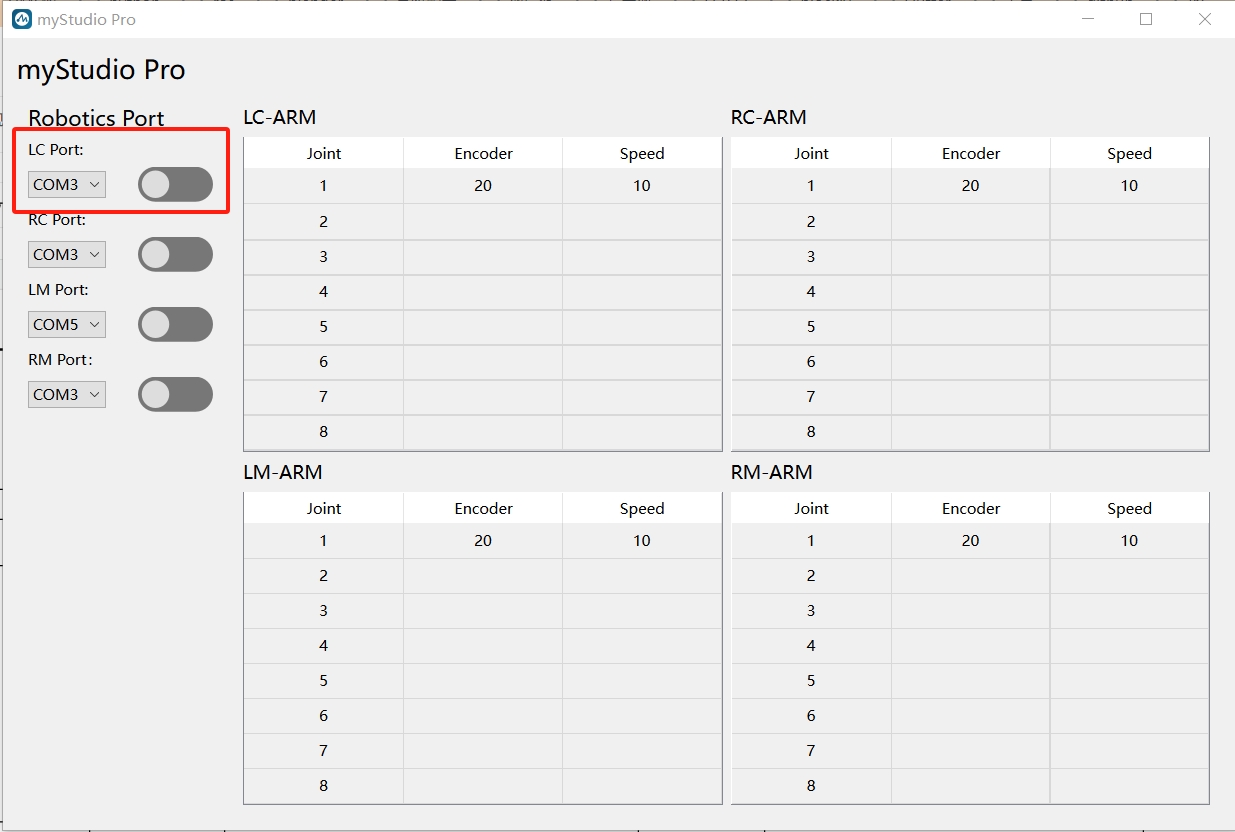 myStudio Pro
myStudio Pro
Robotics Port
LC Port:
COM3
RC Port:
COM3
LM Port:
COM5
RM Port:
COM3
LC-ARM
Joint Encoder Speed
1 20 10
2
3
4
5
6
7
8
RC-ARM
Joint Encoder Speed
1 20 10
2
3
4
5
6
7
8
LM-ARM
Joint Encoder Speed
1 20 10
2
3
4
5
6
7
8
RM-ARM
Joint Encoder Speed
1 20 10
2
3
4
5
6
7
8